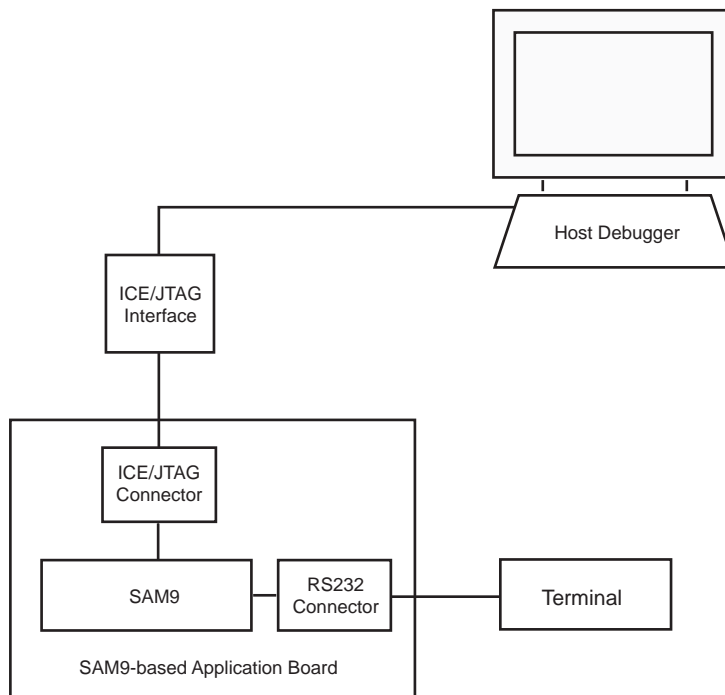 Host Debugger
ICE/JTAG
Interface
ICE/JTAG
Connector
SAM9
RS232
Connector
Terminal
SAM9-based Application Board